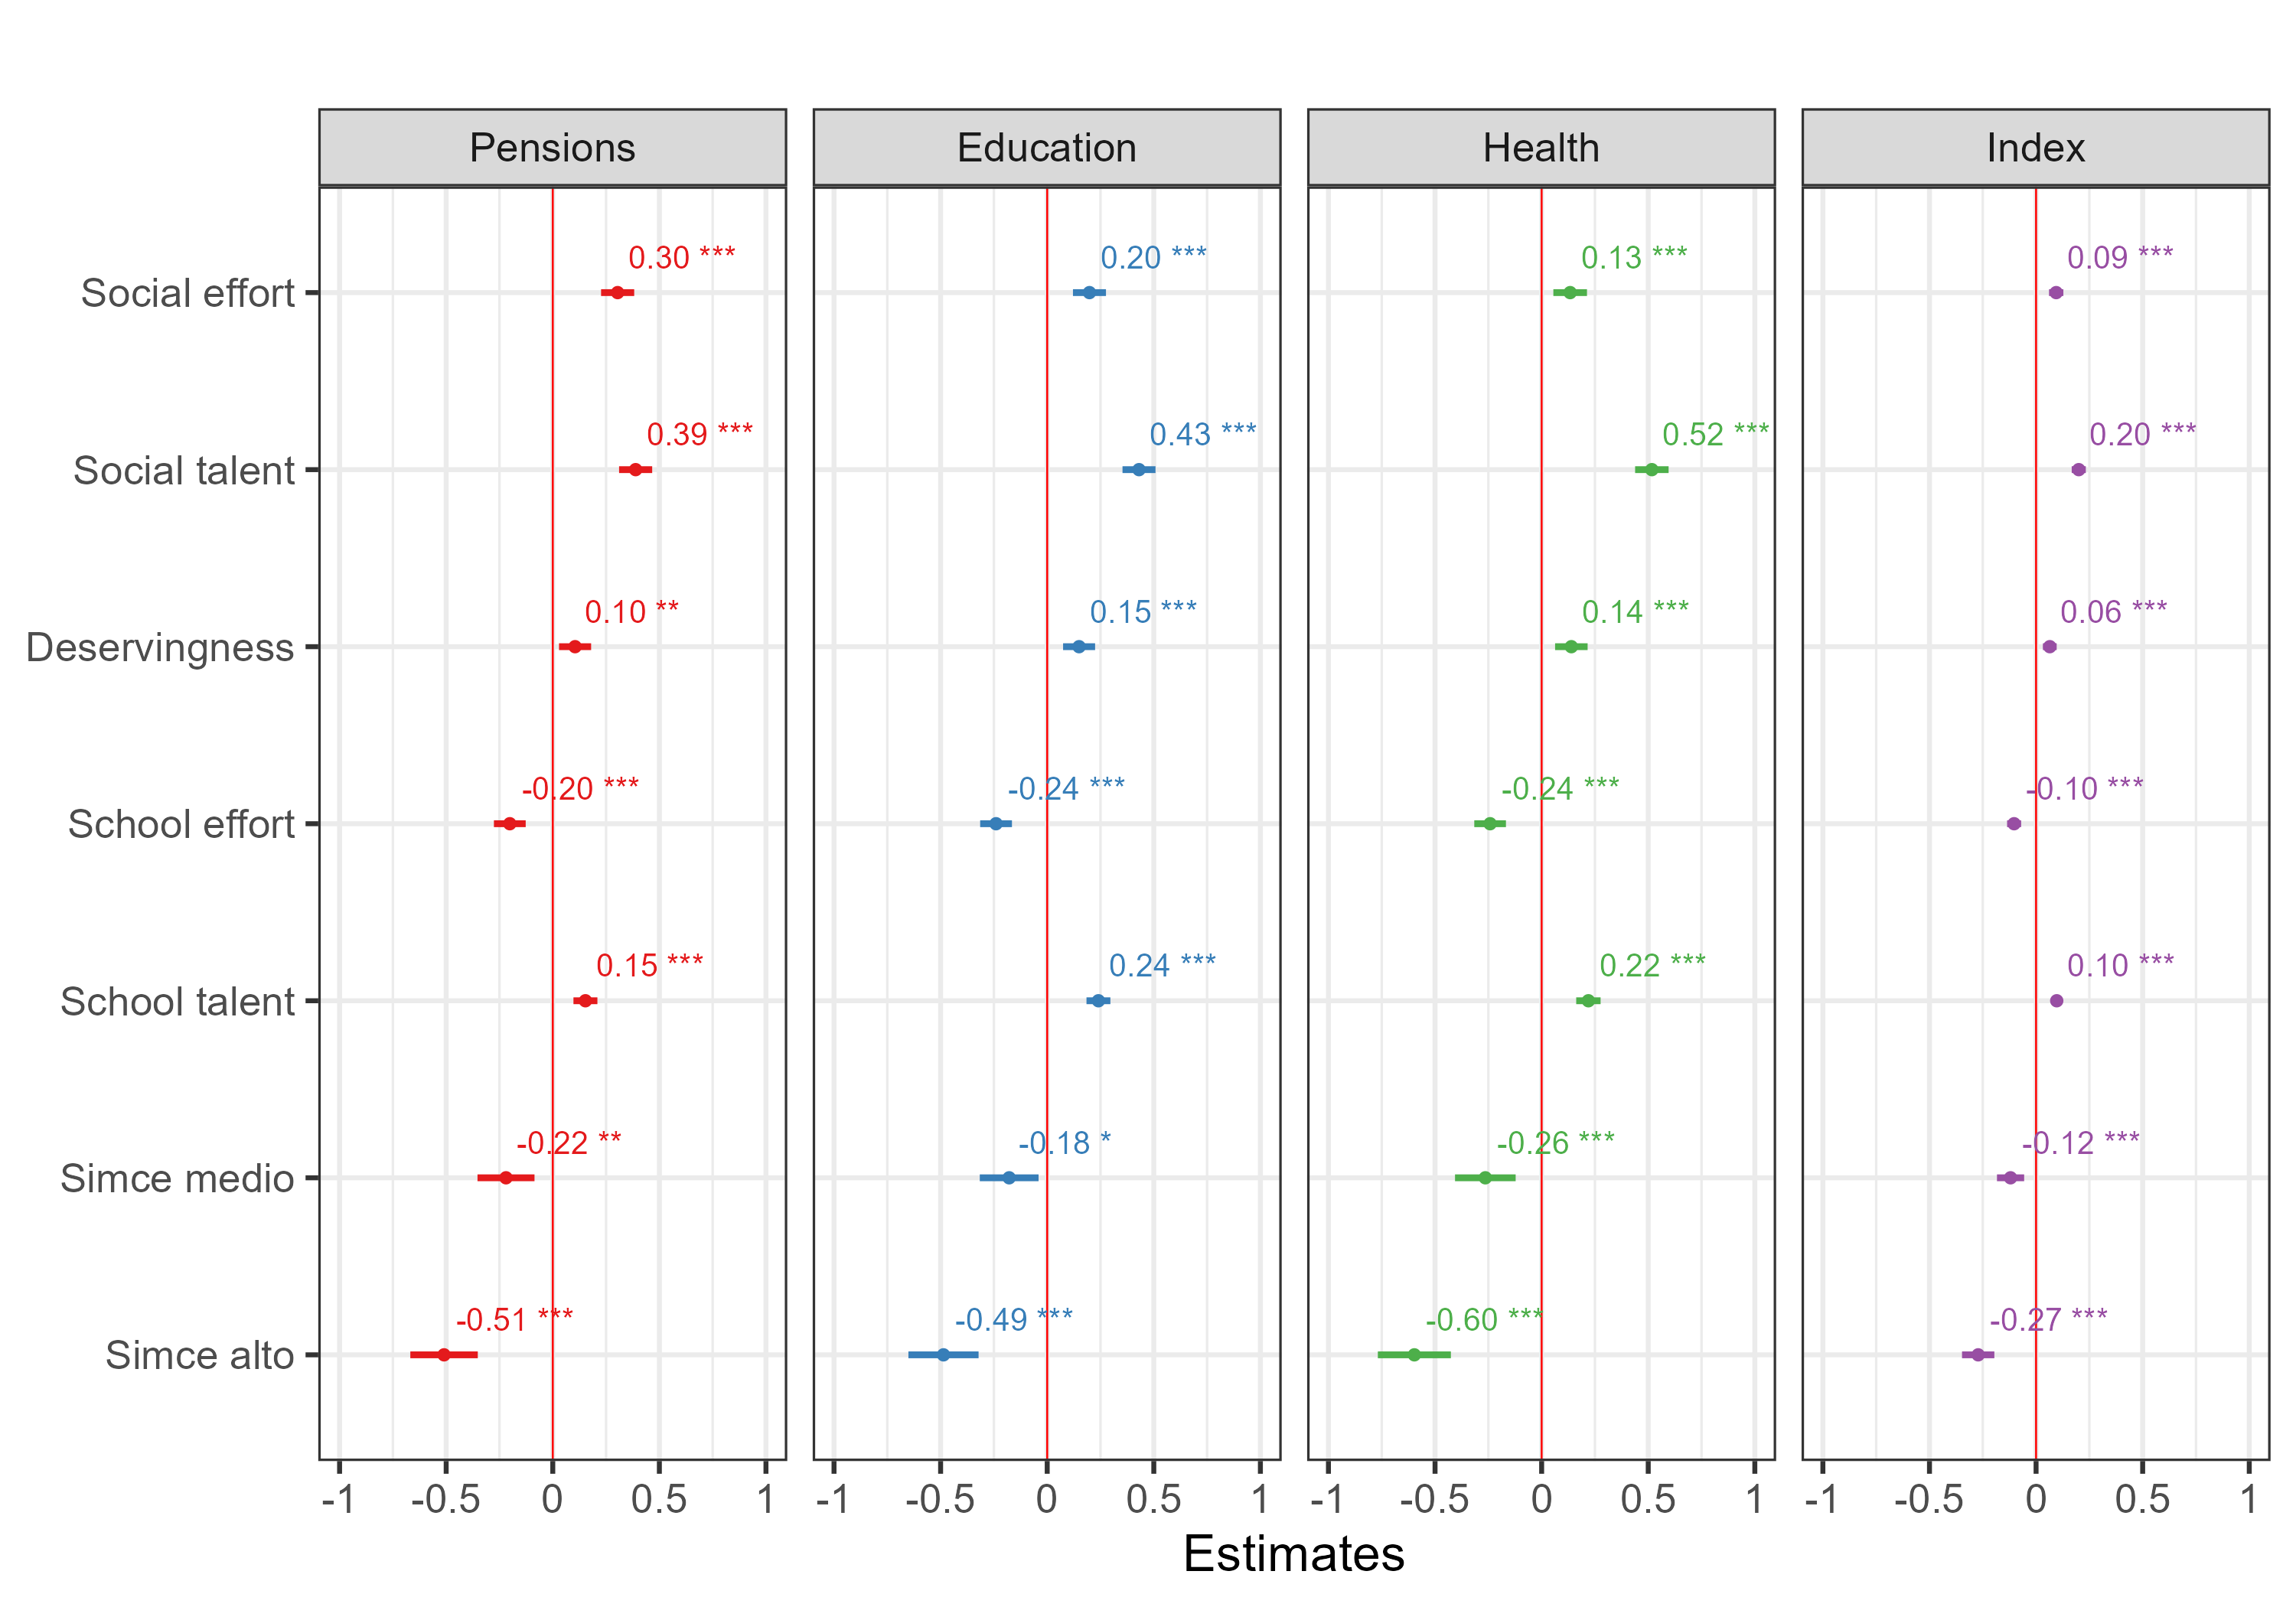 Pensions Education Health Index
Social effort 0.30 *** 0.20 *** 0.13 *** 0.09 ***
Social talent 0.39 *** 0.43 *** 0.52 *** 0.20 ***
Deservingness 0.10 ** 0.15 *** 0.14 *** 0.06 ***
School effort -0.20 *** -0.24 *** -0.24 *** -0.10 ***
School talent 0.15 *** 0.24 *** 0.22 *** 0.10 ***
Simce medio -0.22 ** -0.18 * -0.26 *** -0.12 ***
Simce alto -0.51 *** -0.49 *** -0.60 *** -0.27 ***
-1 -0.5 0 0.5 1 -1 -0.5 0 0.5 1 -1 -0.5 0 0.5 1 -1 -0.5 0 0.5 1
Estimates